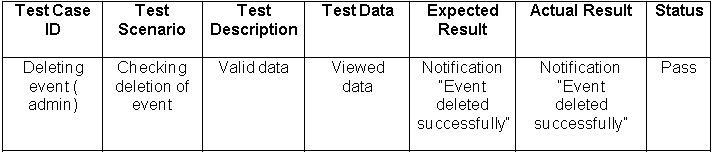 Test Case ID
Test Scenario
Test Description
Test Data
Expected Result
Actual Result
Status
Deleting event ( admin)
Checking deletion of event
Valid data
Viewed data
Notification “Event deleted successfully”
Notification “Event deleted successfully”
Pass